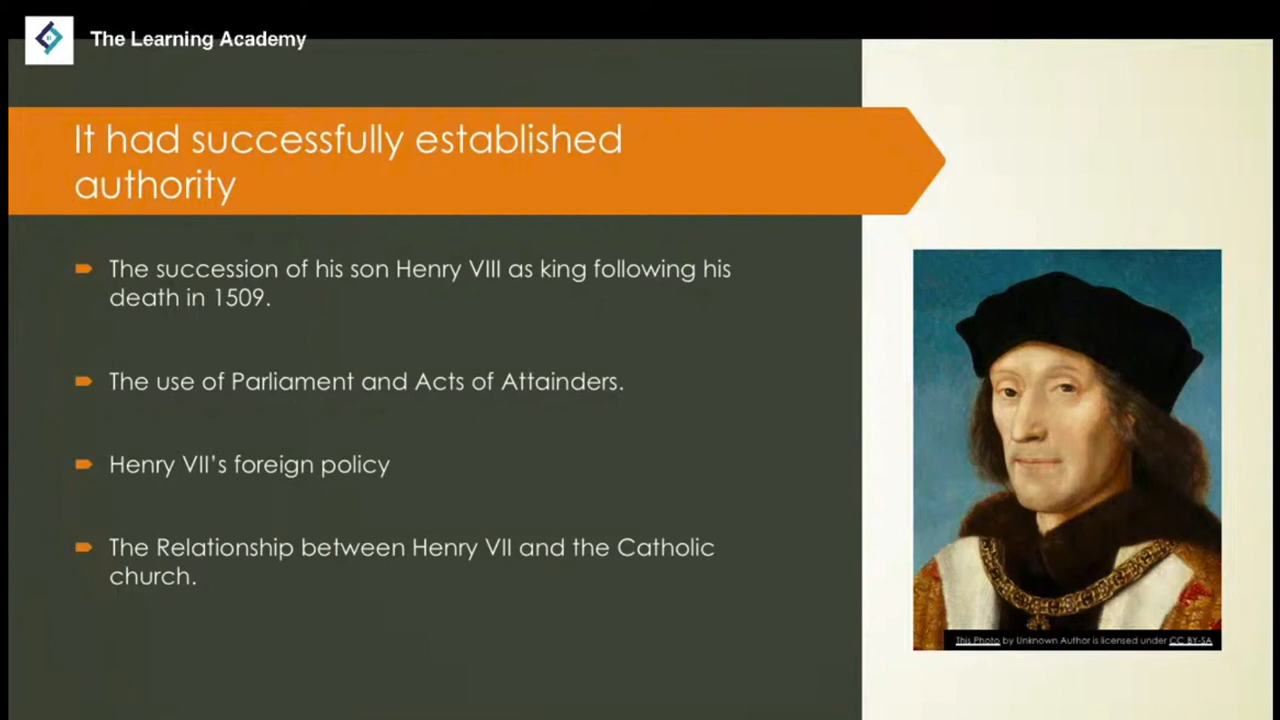 The Learning Academy
It had successfully established
authority
The succession of his son Henry VIII as king following his
death in 1509.
The use of Parliament and Acts of Attainders.
Henry VII's foreign policy
The Relationship between Henry VII and the Catholic
church.
This Photo by Unknown Author is licensed under CC BY-SA